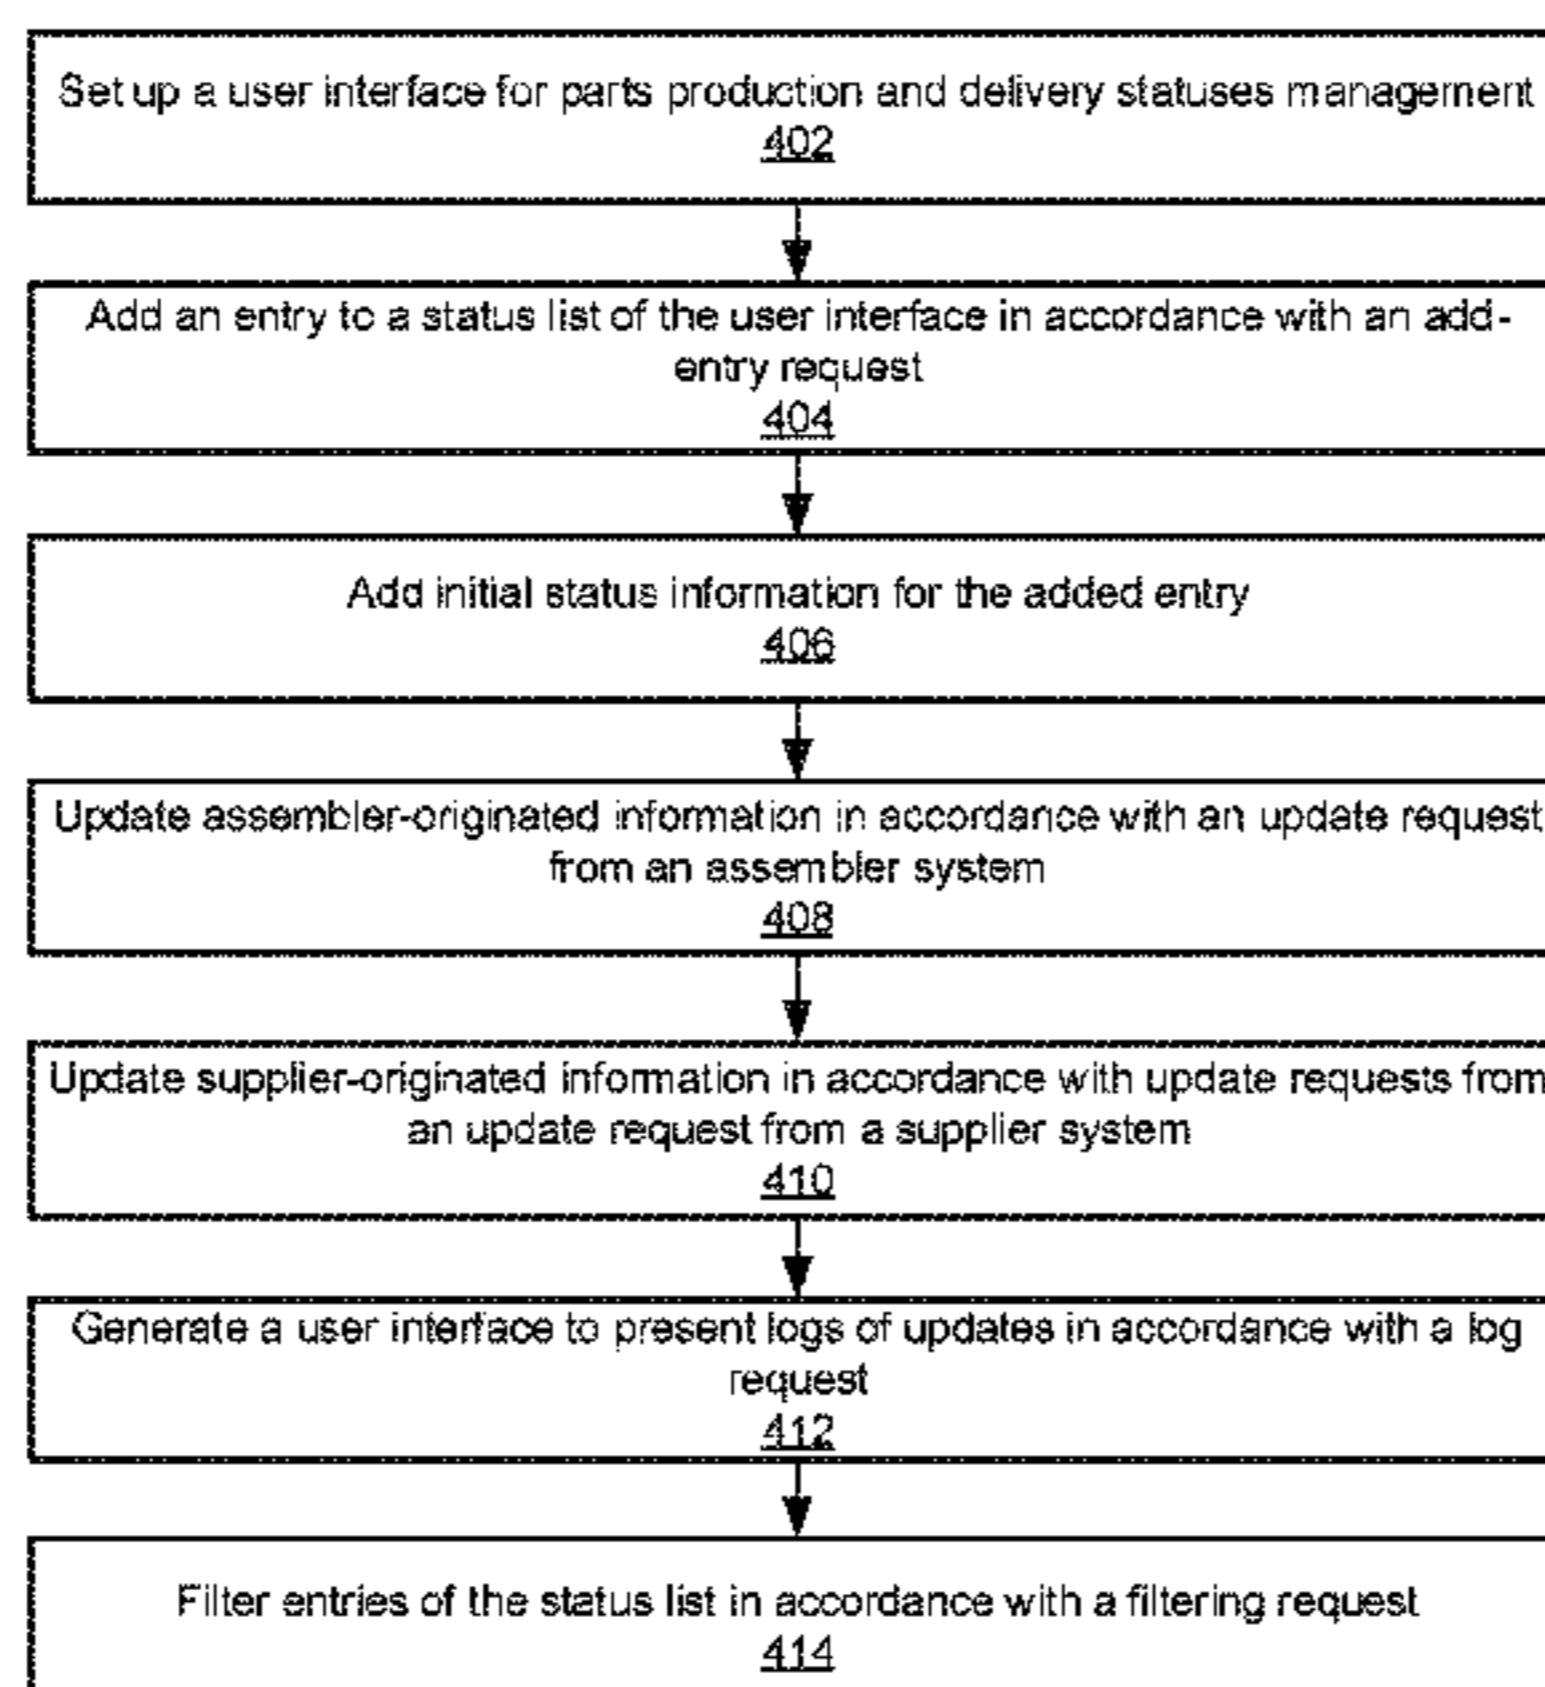 Set up a user interface for parts production and delivery statuses management
402
Add an entry to a status list of the user interface in accordance with an add-
entry request
404
Add initial status information for the added entry
406
Update assembler-originated information in accordance with an update request
from an assembler system
408
Update supplier-originated information in accordance with update requests from
an update request from a supplier system
410
Generate a user interface to present logs of updates in accordance with a log
request
412
Filter entries of the status list in accordance with a filtering request
414